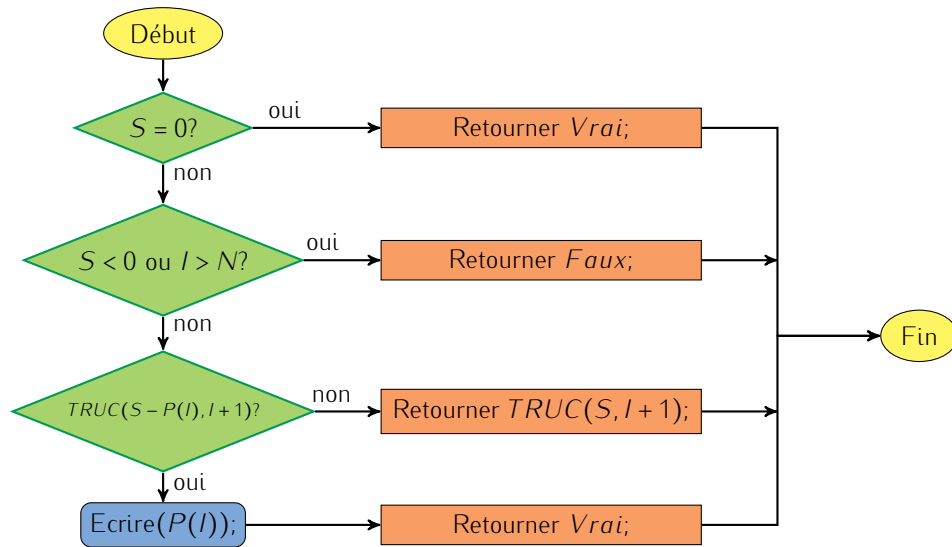 Début
S = 0?
oui
Retourner Vrai;
non
S < 0 ou I > N?
oui
Retourner Faux;
non
Fin
TRUC(S − P(I), I + 1)?
non
Retourner TRUC(S, I + 1);
oui
Ecrire(P(I));
Retourner Vrai;